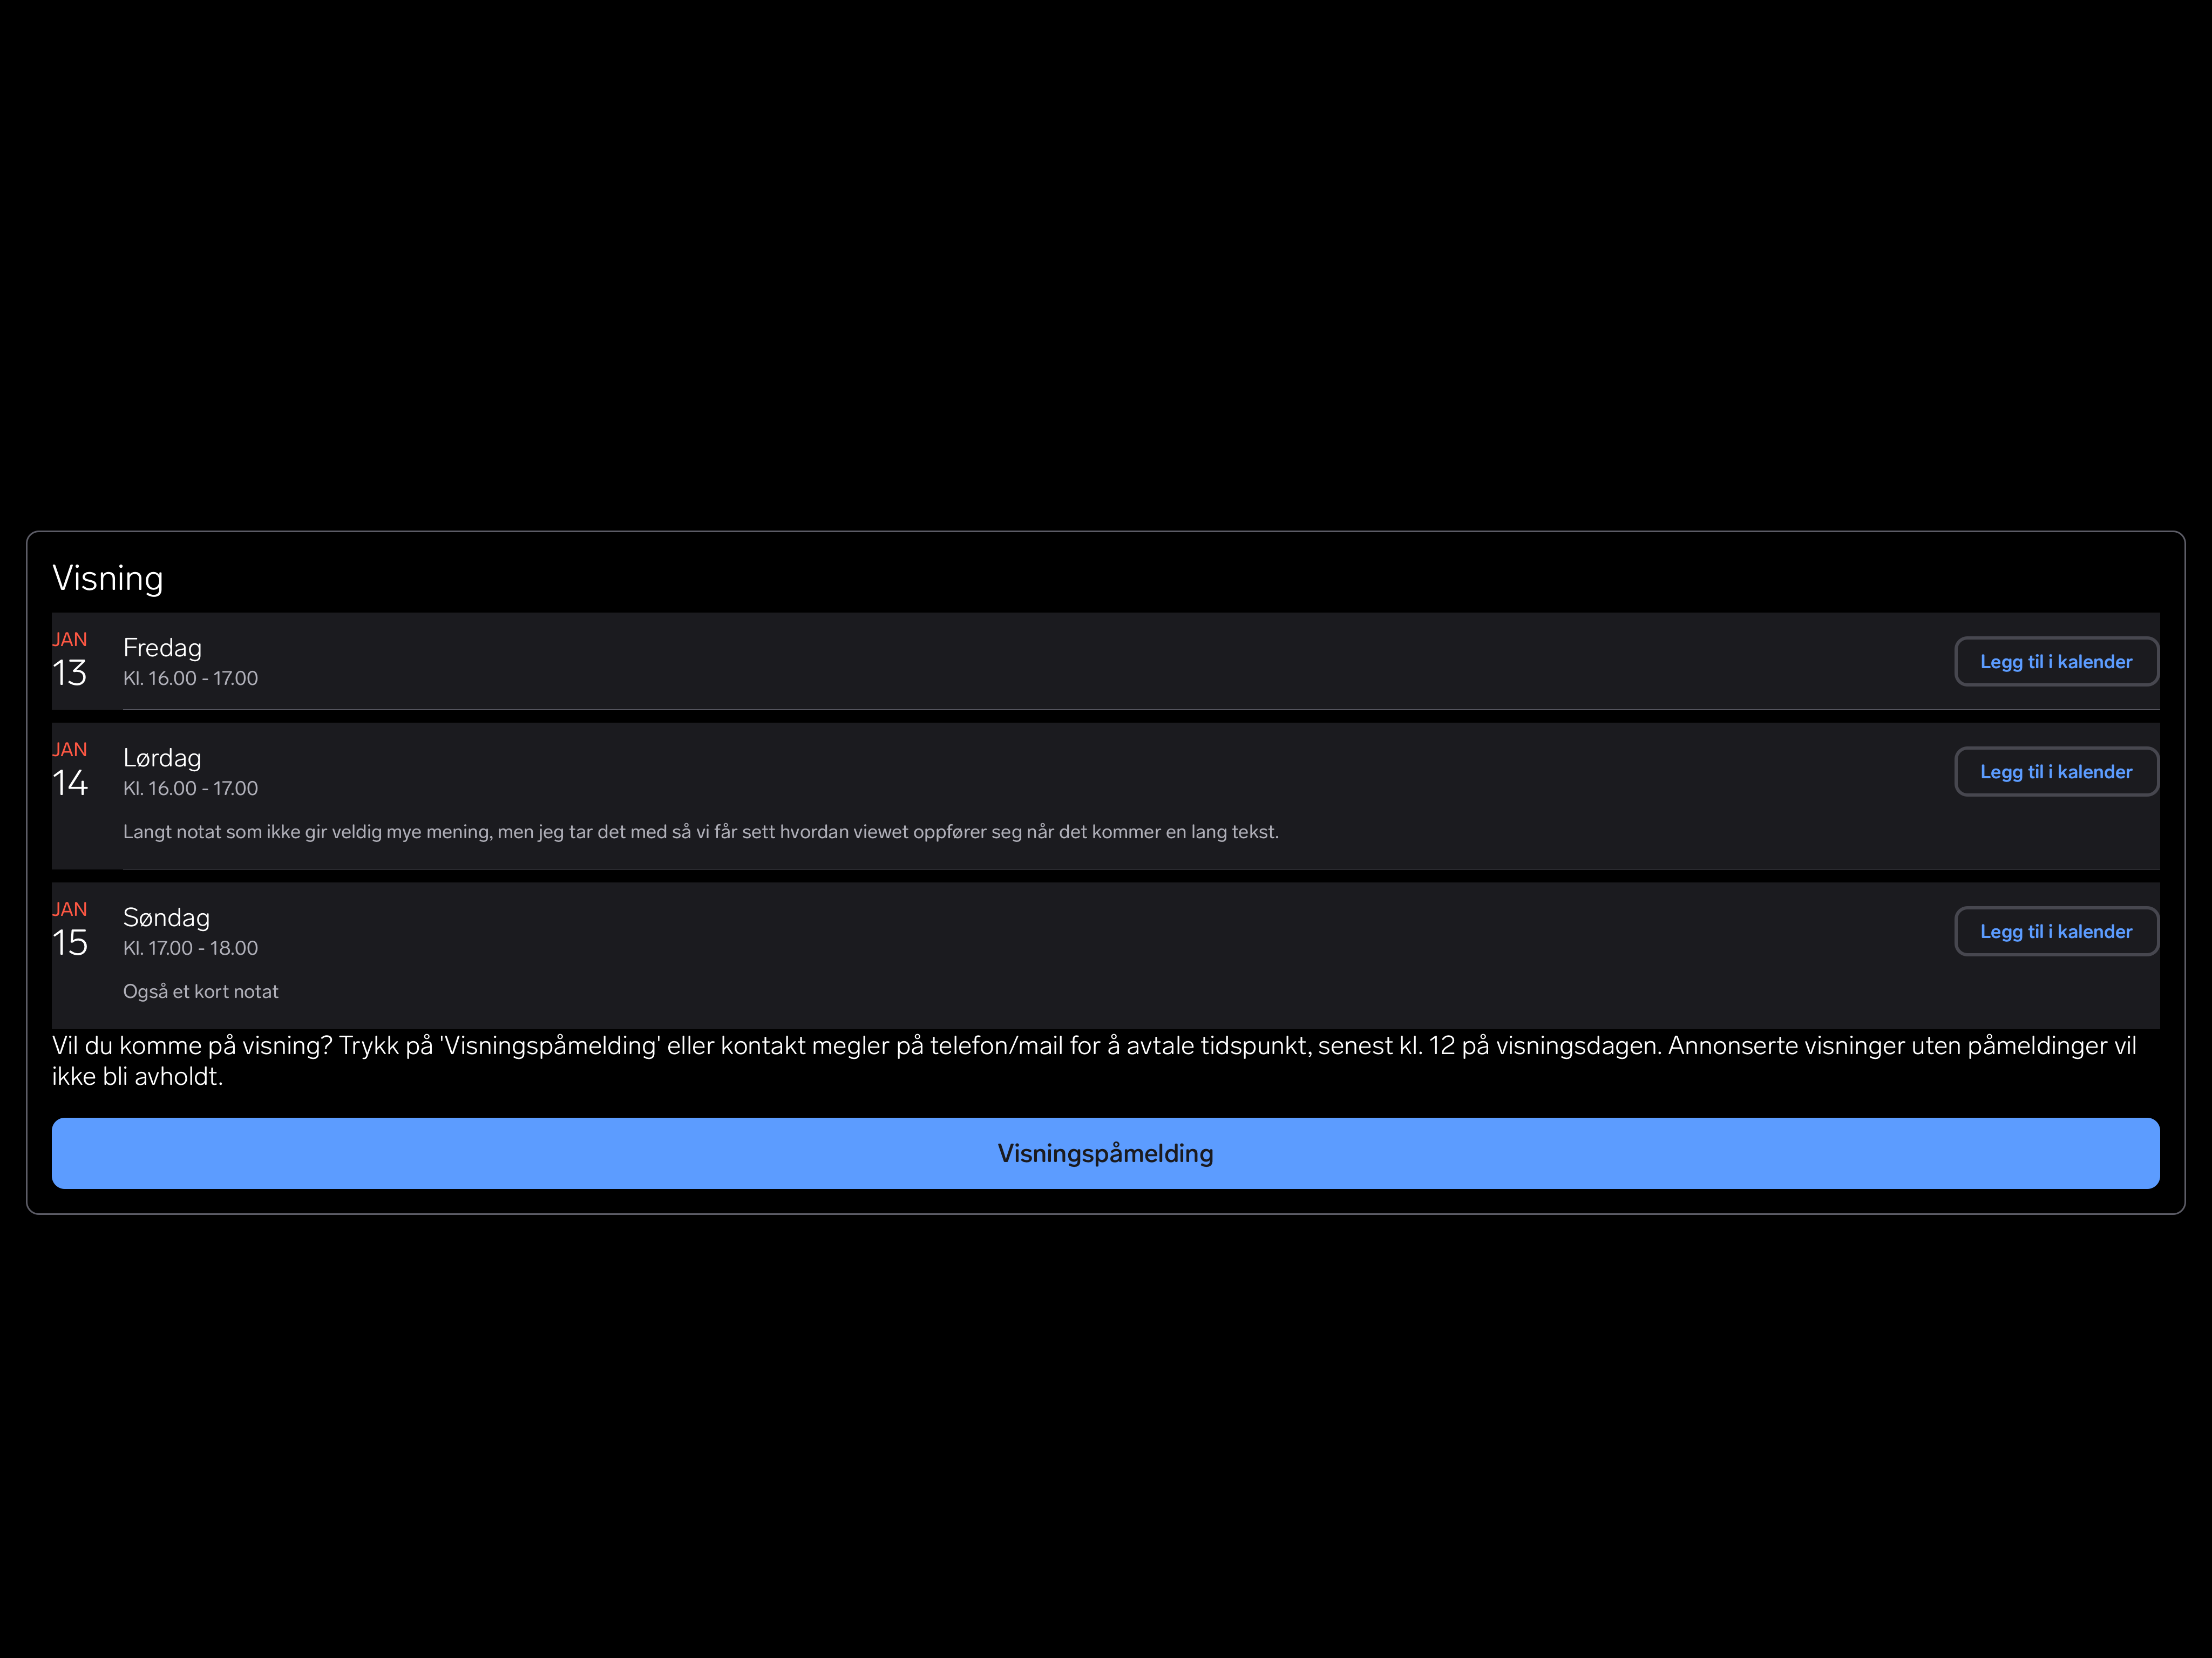 Visning
JAN
13
Fredag
Kl. 16.00 - 17.00
Legg til i kalender
JAN
14
Lørdag
Kl. 16.00 - 17.00
Legg til i kalender
Langt notat som ikke gir veldig mye mening, men jeg tar det med så vi får sett hvordan viewet oppfører seg når det kommer en lang tekst.
JAN
15
Søndag
Kl. 17.00 - 18.00
Legg til i kalender
Også et kort notat
Vil du komme på visning? Trykk på 'Visningspåmelding' eller kontakt megler på telefon/mail for å avtale tidspunkt, senest kl. 12 på visningsdagen. Annonserte visninger uten påmeldinger vil
ikke bli avholdt.
Visningspåmelding